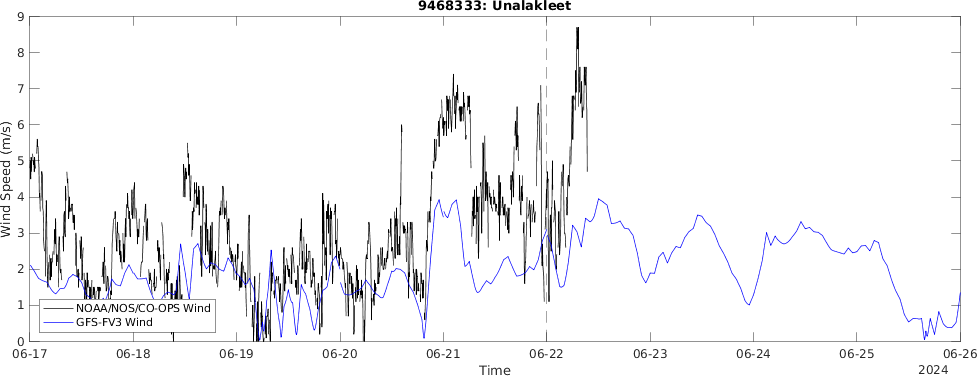 9468333: Unalakleet
9
8
7
6
5
4
3
2
1
0
Wind Speed (m/s)
NOAA/NOS/CO-OPS Wind
GFS-FV3 Wind
06-17 06-18 06-19 06-20 06-21 06-22 06-23 06-24 06-25 06-26
Time
2024